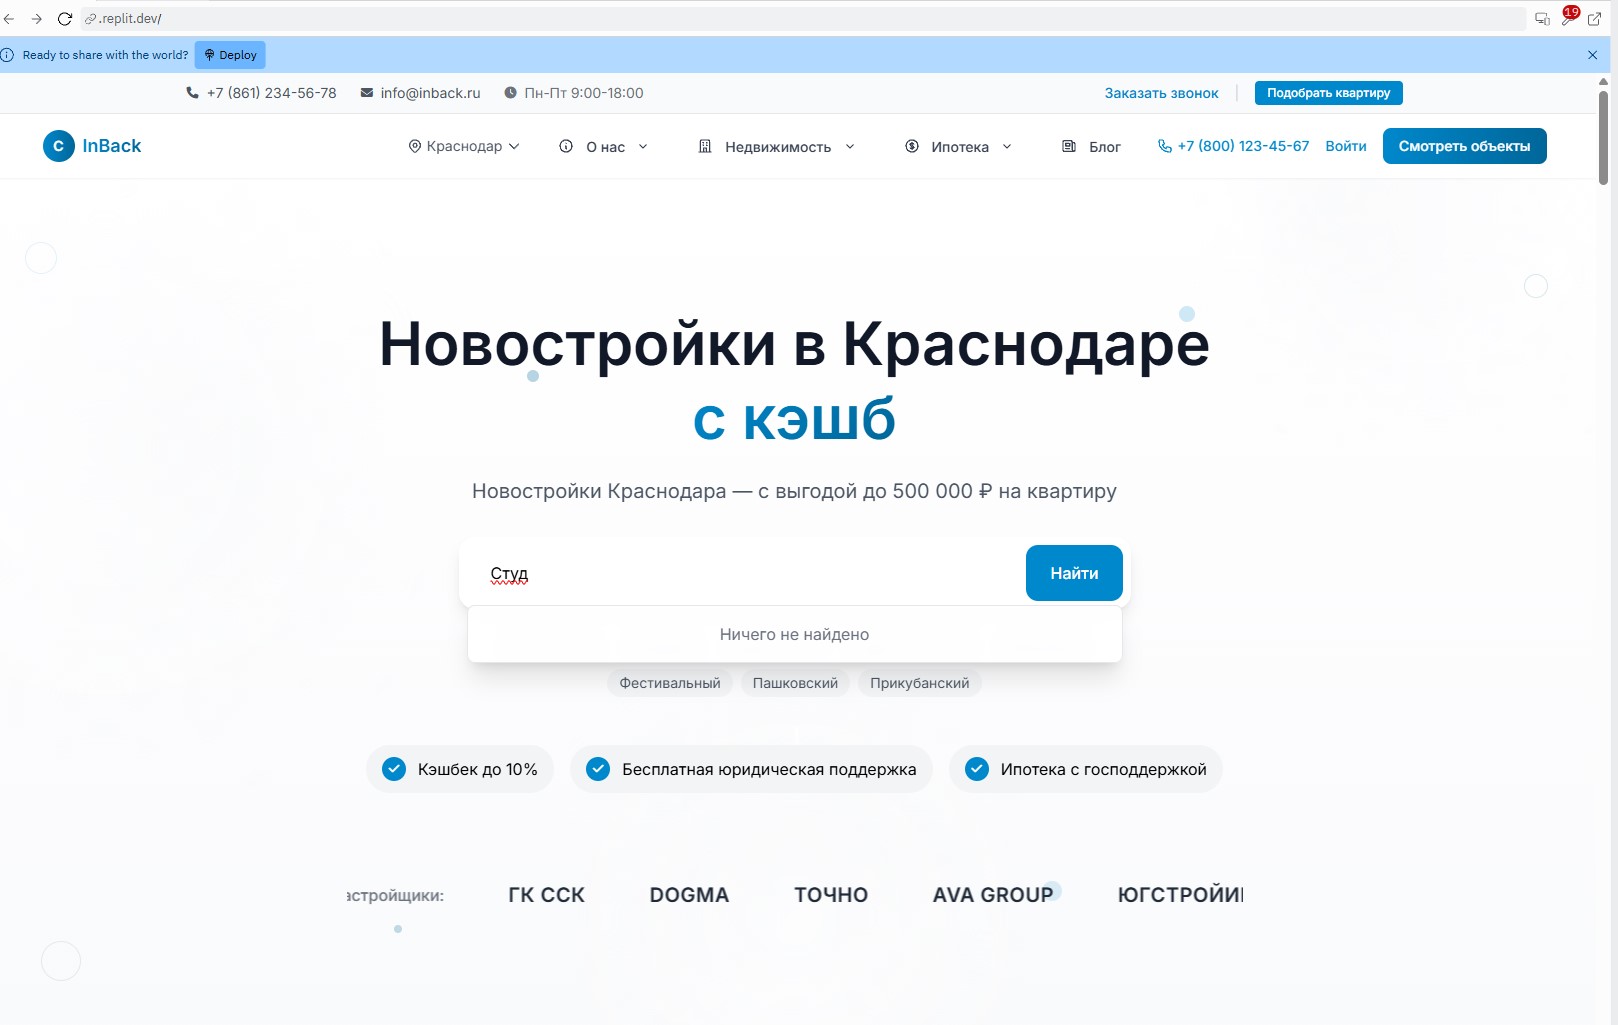 .replit.dev/
19
Ready to share with the world? Deploy
+7 (861) 234-56-78 info@inback.ru Пн-Пт 9:00-18:00 Заказать звонок Подобрать квартиру
C InBack Краснодар О нас Недвижимость Ипотека Блог +7 (800) 123-45-67 Войти Смотреть объекты
Новостройки в Краснодаре
с кэшб
Новостройки Краснодара — с выгодой до 500 000 ₽ на квартиру
Студ Найти
Ничего не найдено
Фестивальный Пашковский Прикубанский
Кэшбек до 10% Бесплатная юридическая поддержка Ипотека с господдержкой
астройщики: ГК ССК DOGMA ТОЧНО AVA GROUP ЮГСТРОЙИ